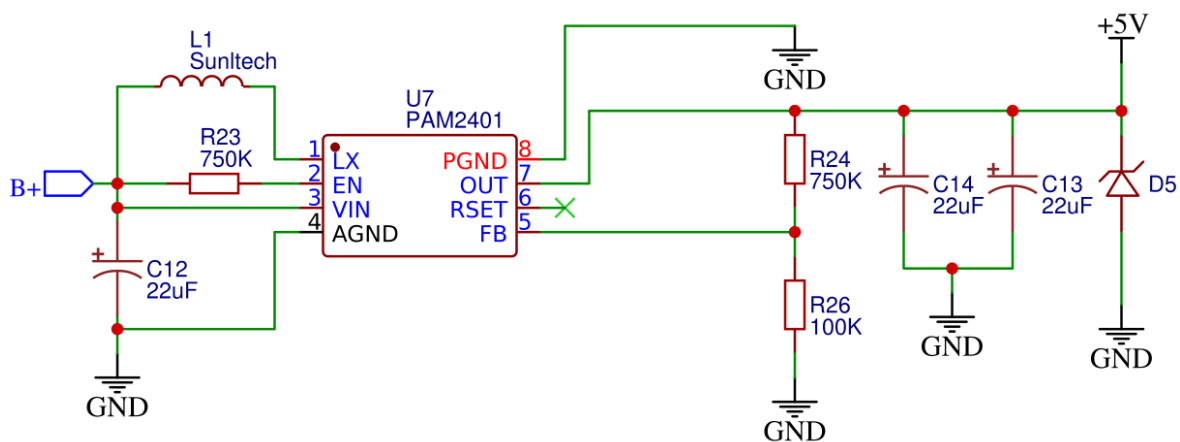 +5V
L1
Sunltech
GND
U7
PAM2401
R23
750K
1 LX
PGND 8
R24
750K
B+
2 EN
OUT 7
C14
22uF
C13
22uF
D5
3 VIN
RSET 6
4 AGND
FB 5
C12
22uF
R26
100K
GND
GND
GND
GND